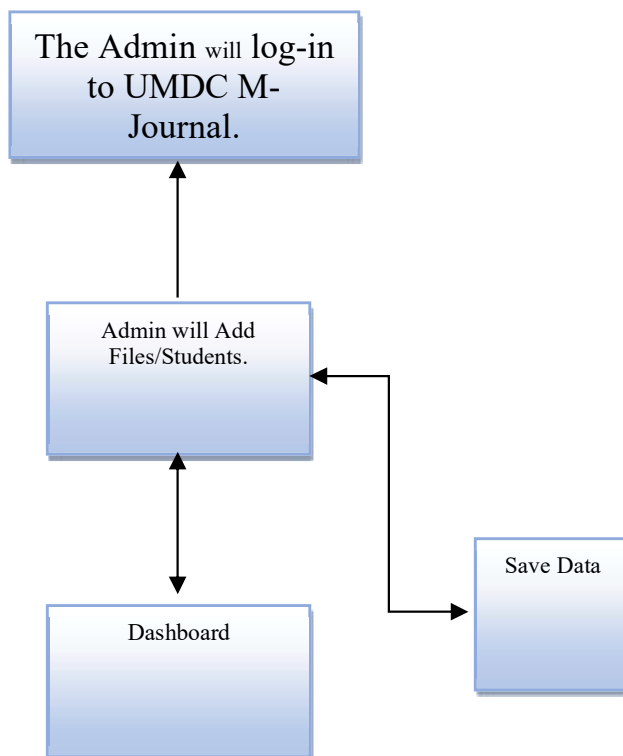 The Admin will log-in
to UMDC M-
Journal.
Admin will Add
Files/Students.
Save Data
Dashboard